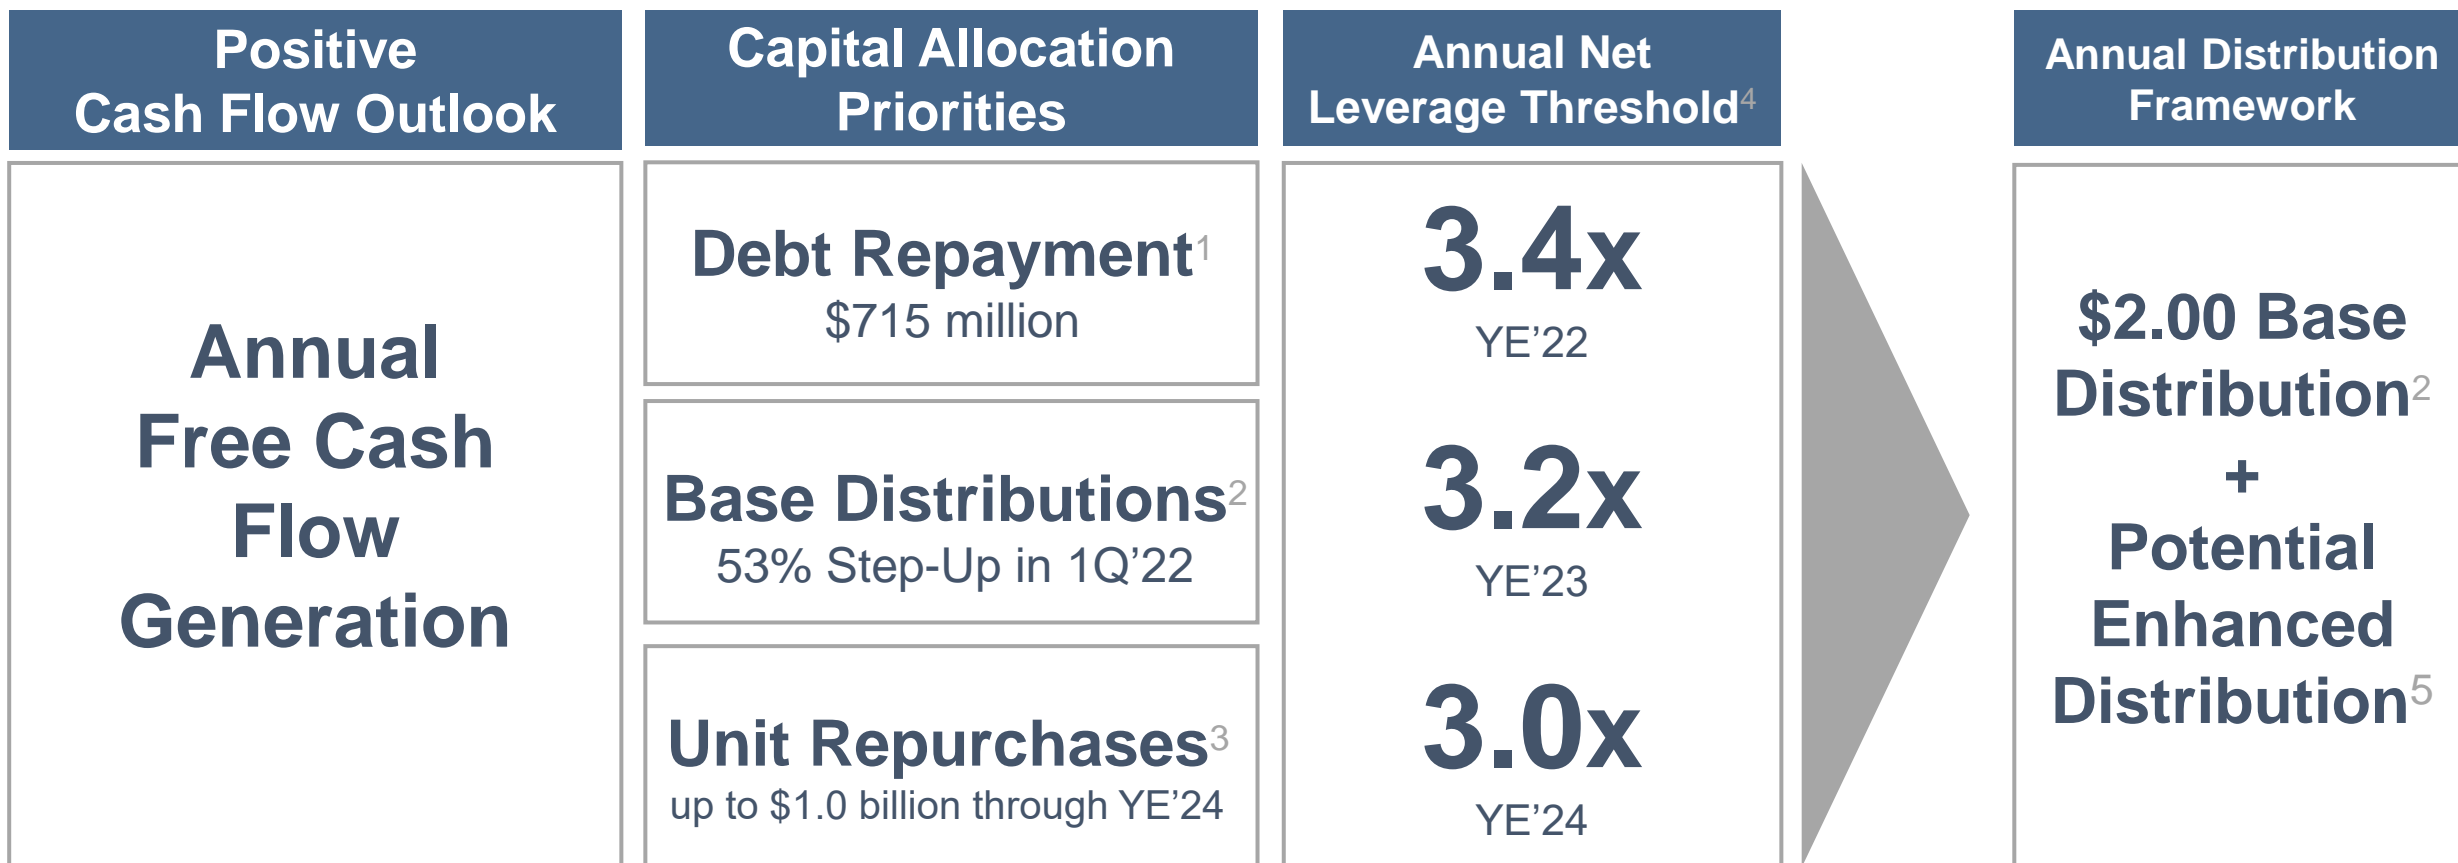 Positive
Cash Flow Outlook
Annual
Free Cash
Flow
Generation
Capital Allocation
Priorities
Debt Repayment1
$715 million
Base Distributions2
53% Step-Up in 1Q’22
Unit Repurchases3
up to $1.0 billion through YE’24
Annual Net
Leverage Threshold4
3.4x
YE’22
3.2x
YE’23
3.0x
YE’24
Annual Distribution
Framework
$2.00 Base
Distribution2
+
Potential
Enhanced
Distribution5